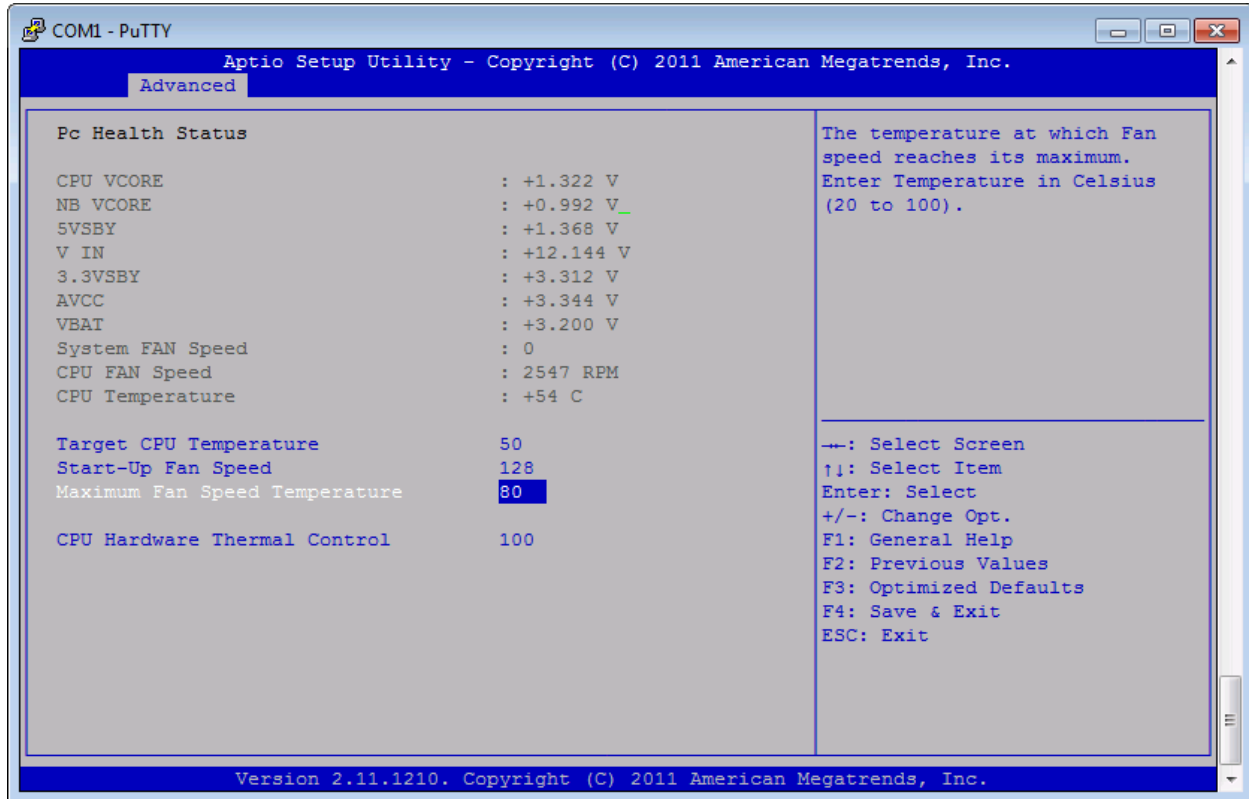 COM1 - PuTTY
Aptio Setup Utility - Copyright (C) 2011 American Megatrends, Inc.
Advanced
Pc Health Status
CPU VCORE : +1.322 V
NB VCORE : +0.992 V_
5VSBY : +1.368 V
V IN : +12.144 V
3.3VSBY : +3.312 V
AVCC : +3.344 V
VBAT : +3.200 V
System FAN Speed : 0
CPU FAN Speed : 2547 RPM
CPU Temperature : +54 C
Target CPU Temperature 50
Start-Up Fan Speed 128
Maximum Fan Speed Temperature 80
CPU Hardware Thermal Control 100
The temperature at which Fan
speed reaches its maximum.
Enter Temperature in Celsius
(20 to 100).
→←: Select Screen
↑↓: Select Item
Enter: Select
+/-: Change Opt.
F1: General Help
F2: Previous Values
F3: Optimized Defaults
F4: Save & Exit
ESC: Exit
Version 2.11.1210. Copyright (C) 2011 American Megatrends, Inc.